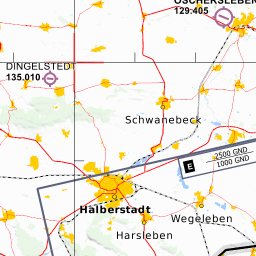 OSCHERSLEBEN
129.405
DINGELSTEDT
135.010
Schwanebeck
E
2500 GND
1000 GND
Halberstadt
Wegeleben
Harsleben